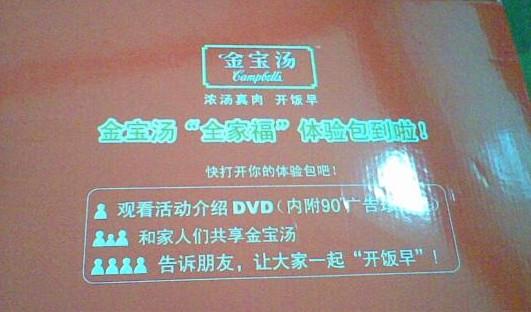 金宝汤
Campbell's
浓汤真肉 开饭早
金宝汤“全家福”体验包到啦！
快打开你的体验包吧！
观看活动介绍 DVD（内附90"广告
和家人们共享金宝汤
告诉朋友，让大家一起“开饭早”！